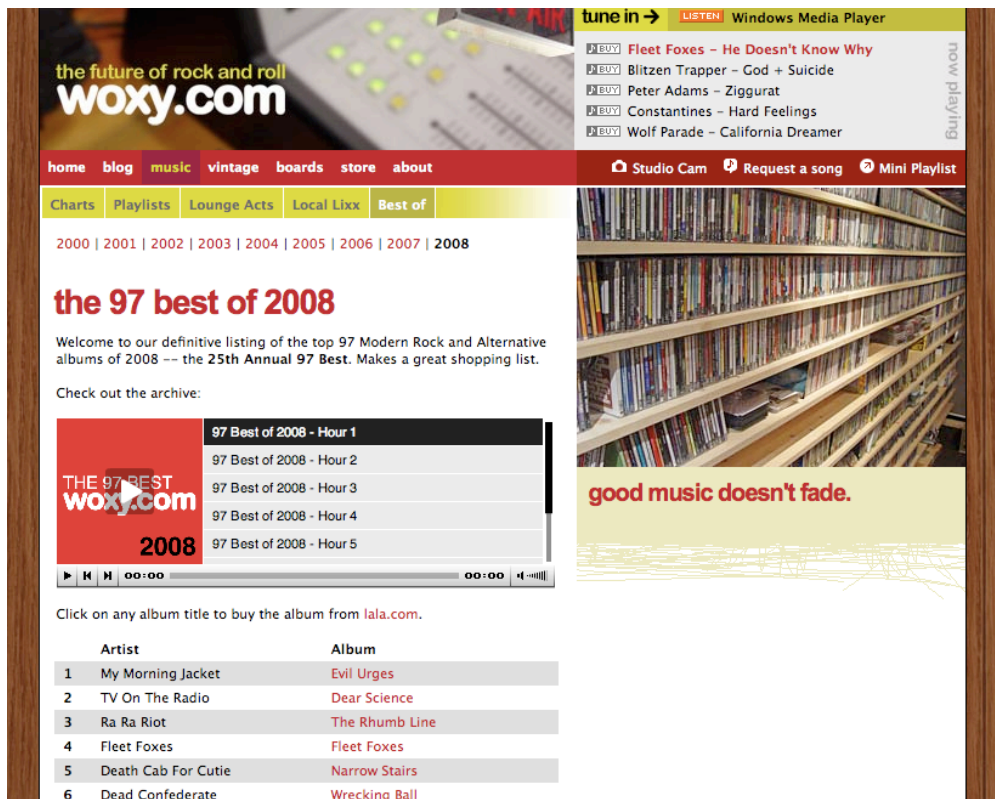 ON AIR
the future of rock and roll
woxy.com
tune in → LISTEN Windows Media Player
BUY Fleet Foxes – He Doesn't Know Why
BUY Blitzen Trapper – God + Suicide
BUY Peter Adams – Ziggurat
BUY Constantines – Hard Feelings
BUY Wolf Parade – California Dreamer
now playing
home blog music vintage boards store about
Studio Cam Request a song Mini Playlist
Charts Playlists Lounge Acts Local Lixx Best of
2000 | 2001 | 2002 | 2003 | 2004 | 2005 | 2006 | 2007 | 2008
the 97 best of 2008
Welcome to our definitive listing of the top 97 Modern Rock and Alternative
albums of 2008 -- the 25th Annual 97 Best. Makes a great shopping list.
Check out the archive:
THE 97 BEST
woxy.com
2008
97 Best of 2008 - Hour 1
97 Best of 2008 - Hour 2
97 Best of 2008 - Hour 3
97 Best of 2008 - Hour 4
97 Best of 2008 - Hour 5
00:00 00:00
good music doesn't fade.
Click on any album title to buy the album from lala.com.
Artist Album
1 My Morning Jacket Evil Urges
2 TV On The Radio Dear Science
3 Ra Ra Riot The Rhumb Line
4 Fleet Foxes Fleet Foxes
5 Death Cab For Cutie Narrow Stairs
6 Dead Confederate Wrecking Ball